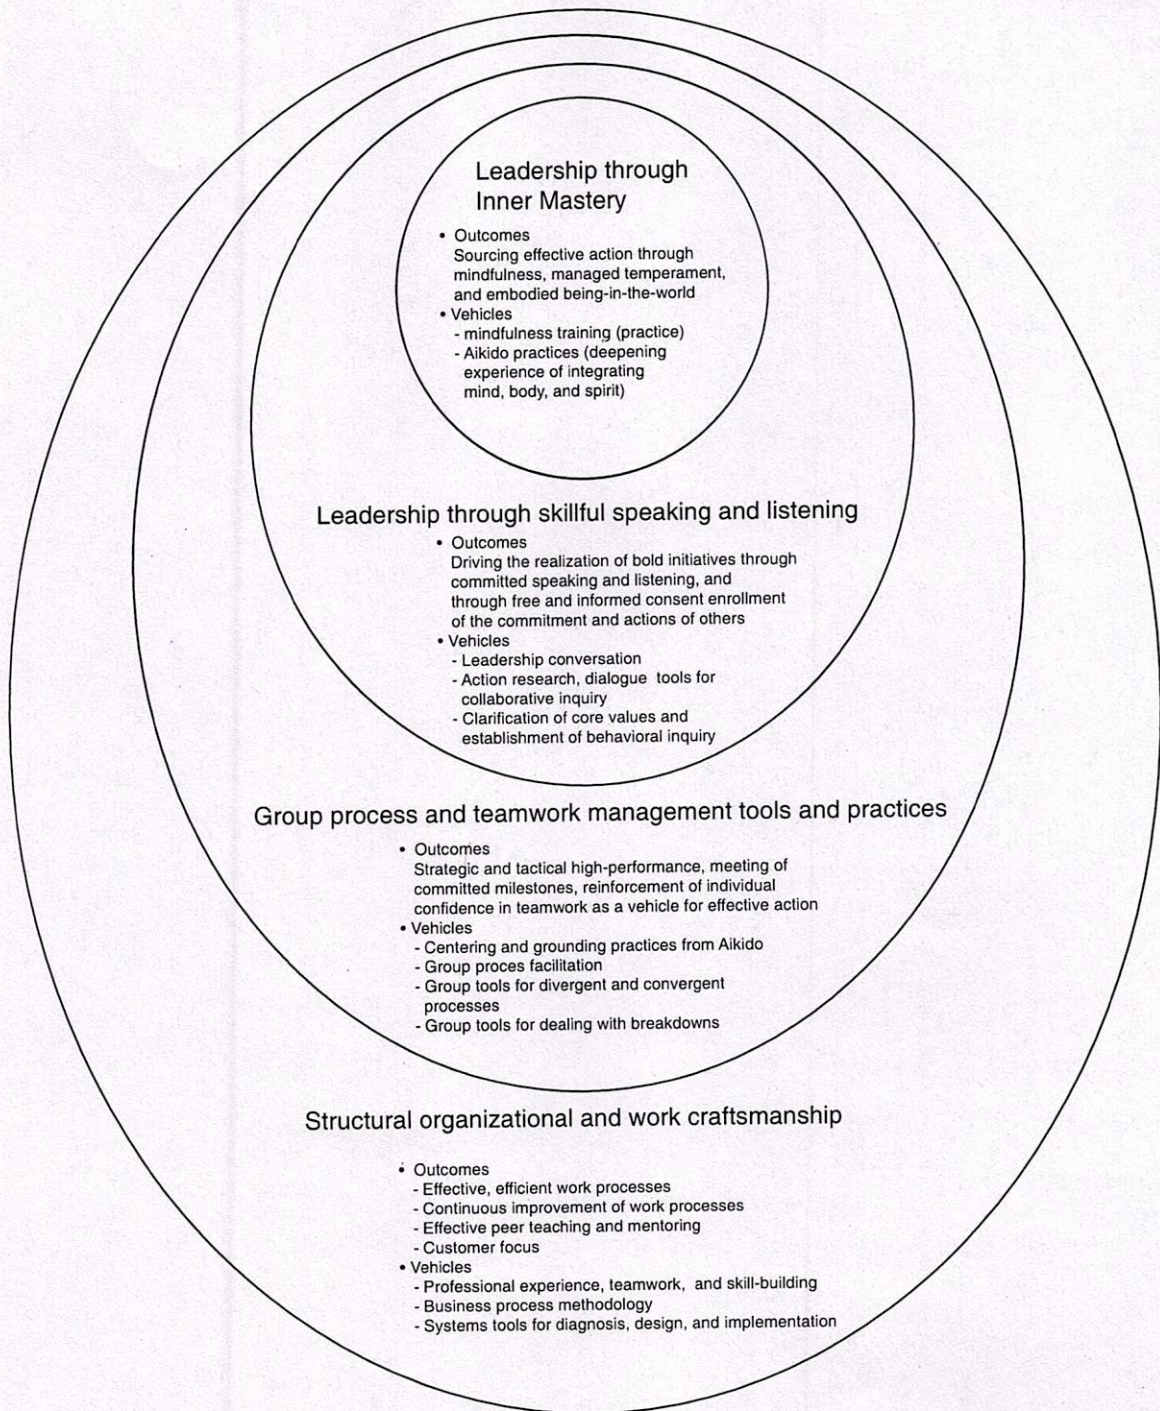 Leadership through
Inner Mastery
• Outcomes
Sourcing effective action through
mindfulness, managed temperament,
and embodied being-in-the-world
• Vehicles
- mindfulness training (practice)
- Aikido practices (deepening
experience of integrating
mind, body, and spirit)
Leadership through skillful speaking and listening
• Outcomes
Driving the realization of bold initiatives through
committed speaking and listening, and
through free and informed consent enrollment
of the commitment and actions of others
• Vehicles
- Leadership conversation
- Action research, dialogue tools for
collaborative inquiry
- Clarification of core values and
establishment of behavioral inquiry
Group process and teamwork management tools and practices
• Outcomes
Strategic and tactical high-performance, meeting of
committed milestones, reinforcement of individual
confidence in teamwork as a vehicle for effective action
• Vehicles
- Centering and grounding practices from Aikido
- Group proces facilitation
- Group tools for divergent and convergent
processes
- Group tools for dealing with breakdowns
Structural organizational and work craftsmanship
• Outcomes
- Effective, efficient work processes
- Continuous improvement of work processes
- Effective peer teaching and mentoring
- Customer focus
• Vehicles
- Professional experience, teamwork, and skill-building
- Business process methodology
- Systems tools for diagnosis, design, and implementation